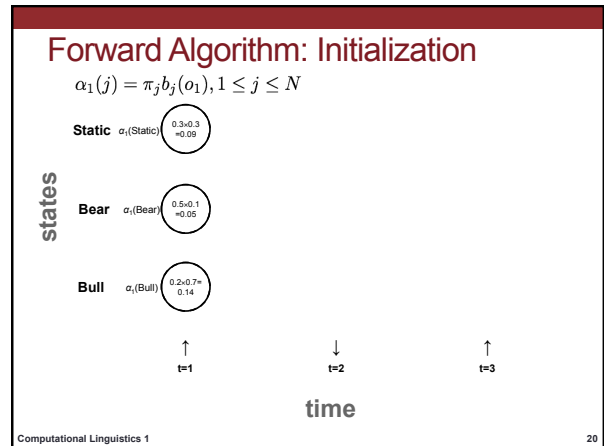 Forward Algorithm: Initialization
α₁(j) = π_j b_j(o₁), 1 ≤ j ≤ N
Static α₁(Static) 0.3×0.3
=0.09
states
Bear α₁(Bear) 0.5×0.1
=0.05
Bull α₁(Bull) 0.2×0.7=
0.14
↑ ↓ ↑
t=1 t=2 t=3
time
Computational Linguistics 1 20